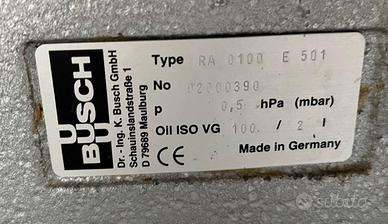 BUSCH
Dr. - Ing. K. Busch GmbH
Schauinslandstraße 1
D 79689 Maulburg
Type RA 0100 E 501
No 02000390
p 0,5 hPa (mbar)
Oil ISO VG 100. / 2 l
CE Made in Germany
subito